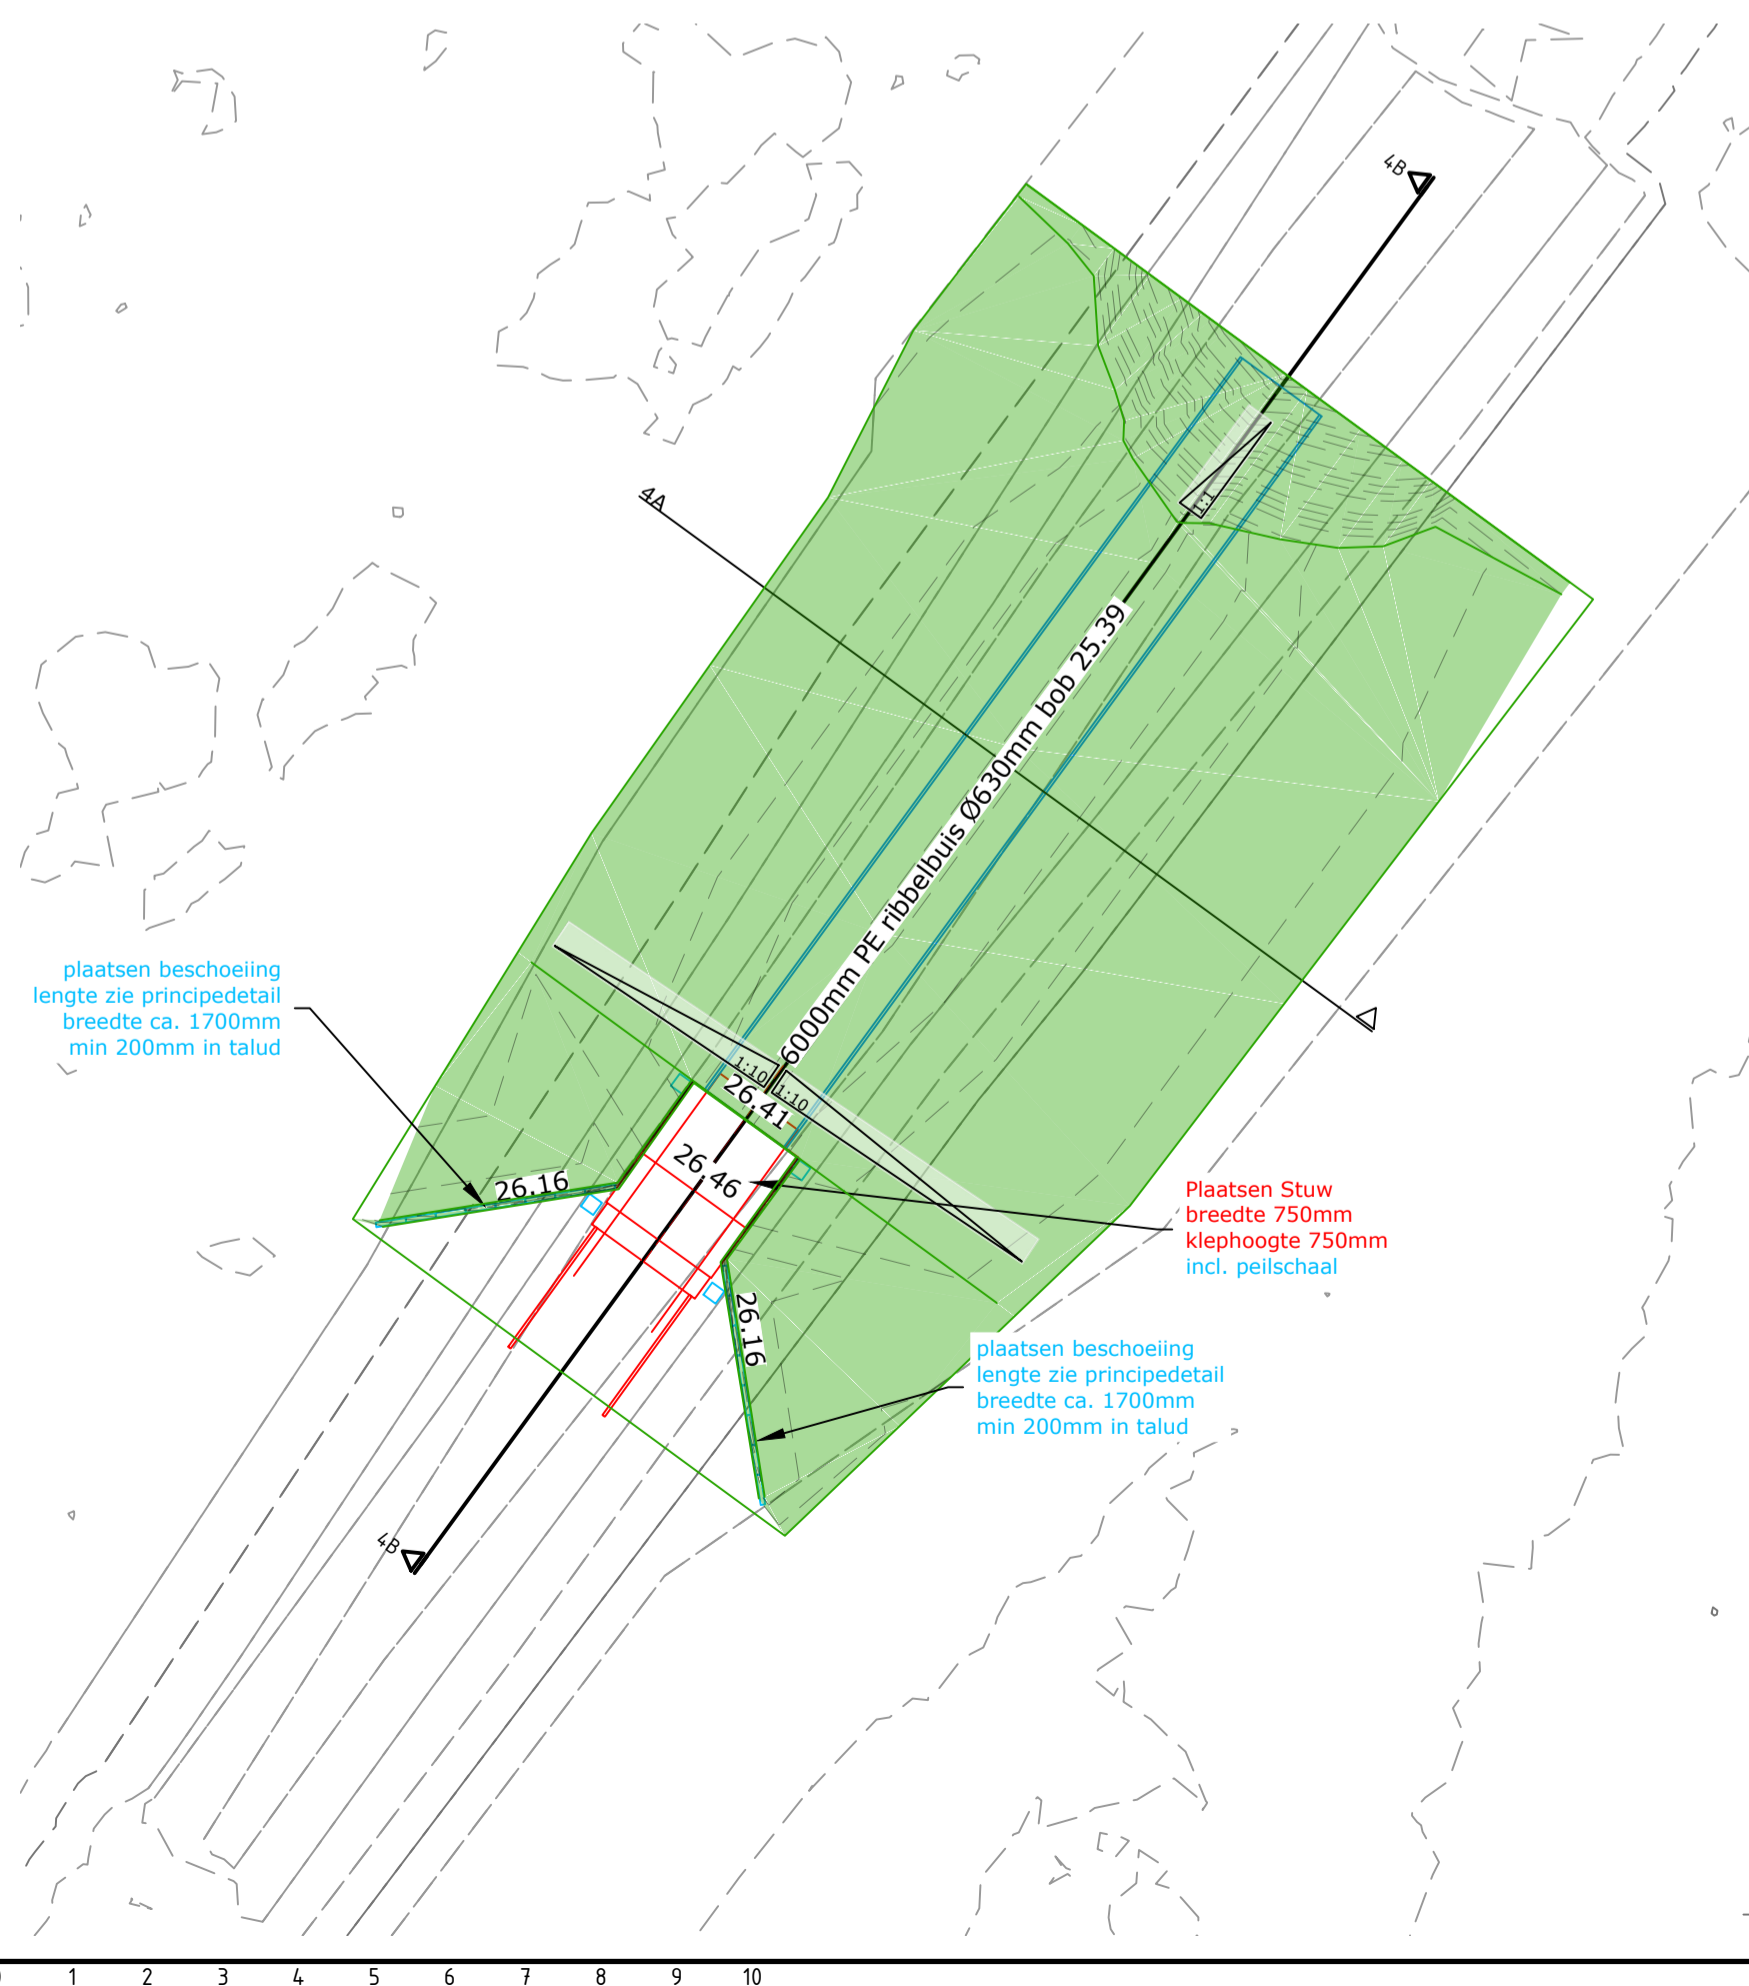 4B
4A
6000mm PE ribbelbuis Ø630mm bob 25.39
1:1
plaatsen beschoeiing
lengte zie principedetail
breedte ca. 1700mm
min 200mm in talud
1:10
1:10
26.41
26.46
26.16
Plaatsen Stuw
breedte 750mm
klephoogte 750mm
incl. peilschaal
26.16
plaatsen beschoeiing
lengte zie principedetail
breedte ca. 1700mm
min 200mm in talud
4B
1 2 3 4 5 6 7 8 9 10